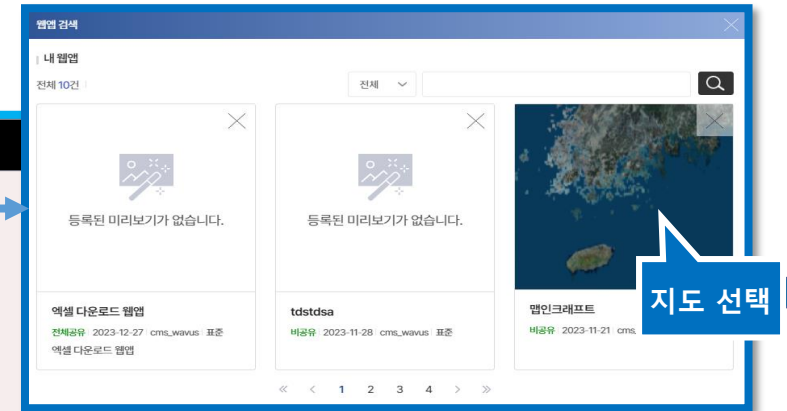 웹앱 검색
내 웹앱
전체 10건
전체
등록된 미리보기가 없습니다.
엑셀 다운로드 웹앱
전체공유 2023-12-27 cms_wavus 표준
엑셀 다운로드 웹앱
등록된 미리보기가 없습니다.
tdstdsa
비공유 2023-11-28 cms_wavus 표준
맵인크래프트
비공유 2023-11-21 cms_
지도 선택
« < 1 2 3 4 > »